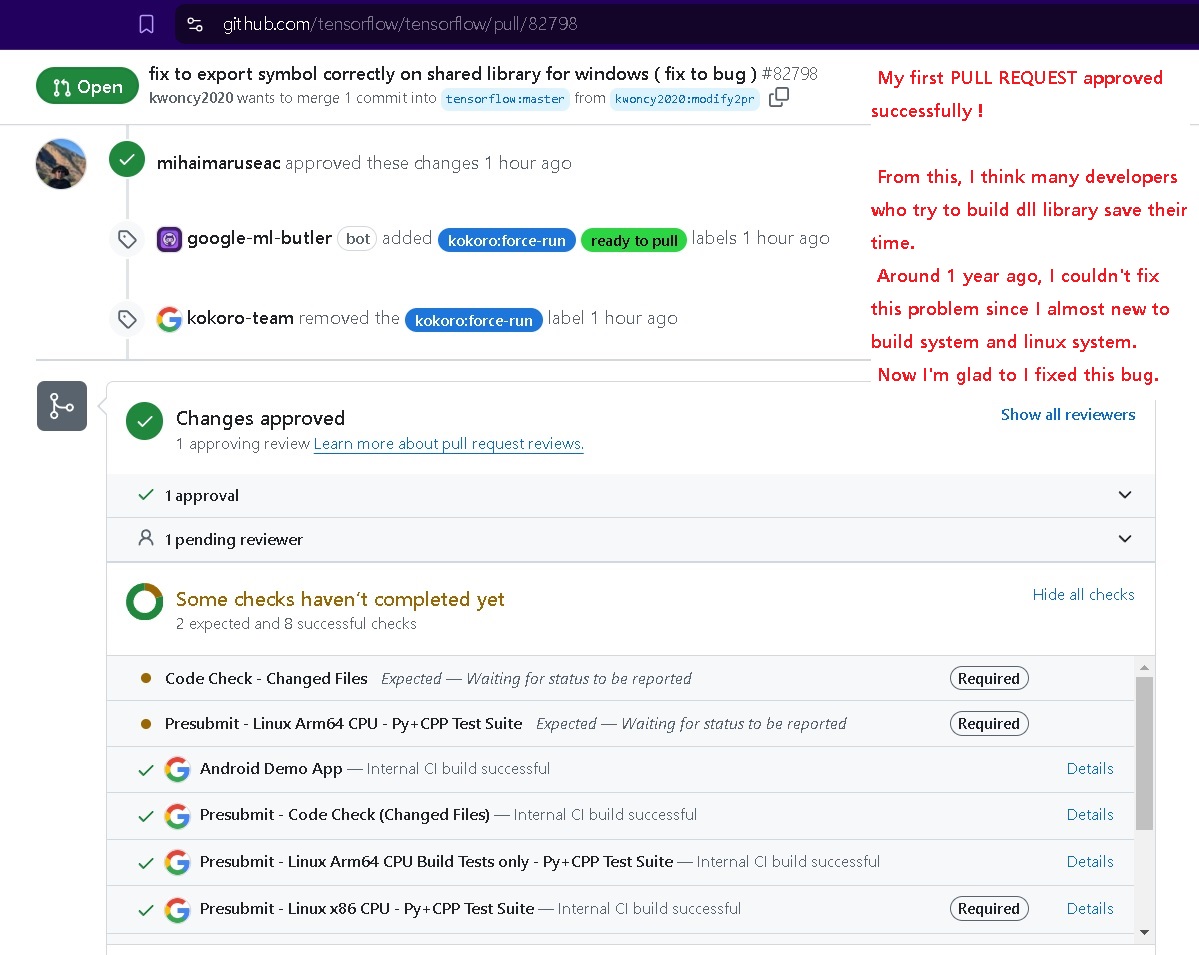 github.com/tensorflow/tensorflow/pull/82798
Open
fix to export symbol correctly on shared library for windows ( fix to bug ) #82798
kwoncy2020 wants to merge 1 commit into tensorflow:master from kwoncy2020:modify2pr
My first PULL REQUEST approved
successfully !
From this, I think many developers
who try to build dll library save their
time.
Around 1 year ago, I couldn't fix
this problem since I almost new to
build system and linux system.
Now I'm glad to I fixed this bug.
mihaimaruseac approved these changes 1 hour ago
google-ml-butler bot added kokoro:force-run ready to pull labels 1 hour ago
kokoro-team removed the kokoro:force-run label 1 hour ago
Changes approved
Show all reviewers
1 approving review Learn more about pull request reviews.
1 approval
1 pending reviewer
Some checks haven't completed yet
Hide all checks
2 expected and 8 successful checks
Code Check - Changed Files Expected — Waiting for status to be reported Required
Presubmit - Linux Arm64 CPU - Py+CPP Test Suite Expected — Waiting for status to be reported Required
Android Demo App — Internal CI build successful Details
Presubmit - Code Check (Changed Files) — Internal CI build successful Details
Presubmit - Linux Arm64 CPU Build Tests only - Py+CPP Test Suite — Internal CI build successful Details
Presubmit - Linux x86 CPU - Py+CPP Test Suite — Internal CI build successful Required Details